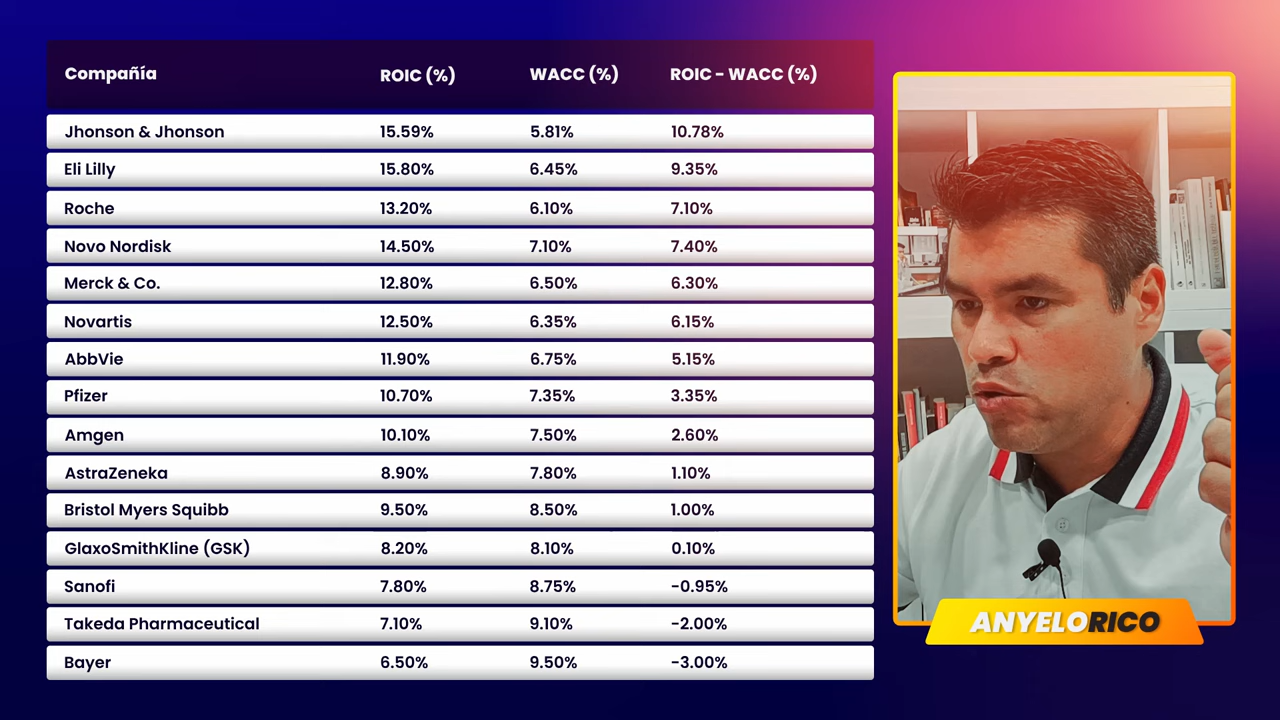 Compañía ROIC (%) WACC (%) ROIC - WACC (%)
Jhonson & Jhonson 15.59% 5.81% 10.78%
Eli Lilly 15.80% 6.45% 9.35%
Roche 13.20% 6.10% 7.10%
Novo Nordisk 14.50% 7.10% 7.40%
Merck & Co. 12.80% 6.50% 6.30%
Novartis 12.50% 6.35% 6.15%
AbbVie 11.90% 6.75% 5.15%
Pfizer 10.70% 7.35% 3.35%
Amgen 10.10% 7.50% 2.60%
AstraZeneka 8.90% 7.80% 1.10%
Bristol Myers Squibb 9.50% 8.50% 1.00%
GlaxoSmithKline (GSK) 8.20% 8.10% 0.10%
Sanofi 7.80% 8.75% -0.95%
Takeda Pharmaceutical 7.10% 9.10% -2.00%
Bayer 6.50% 9.50% -3.00%
ANYELORICO